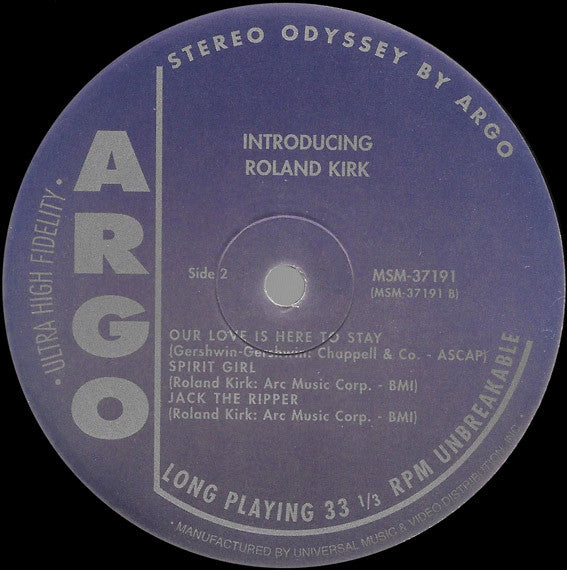 STEREO ODYSSEY BY ARGO
INTRODUCING
ROLAND KIRK
ARGO
· ULTRA HIGH FIDELITY ·
Side 2
MSM-37191
(MSM-37191 B)
OUR LOVE IS HERE TO STAY
(Gershwin-Gershwin: Chappell & Co. - ASCAP)
SPIRIT GIRL
(Roland Kirk: Arc Music Corp. - BMI)
JACK THE RIPPER
(Roland Kirk: Arc Music Corp. - BMI)
LONG PLAYING 33 1/3 RPM UNBREAKABLE
· MANUFACTURED BY UNIVERSAL MUSIC & VIDEO DISTRIBUTION, INC. ·